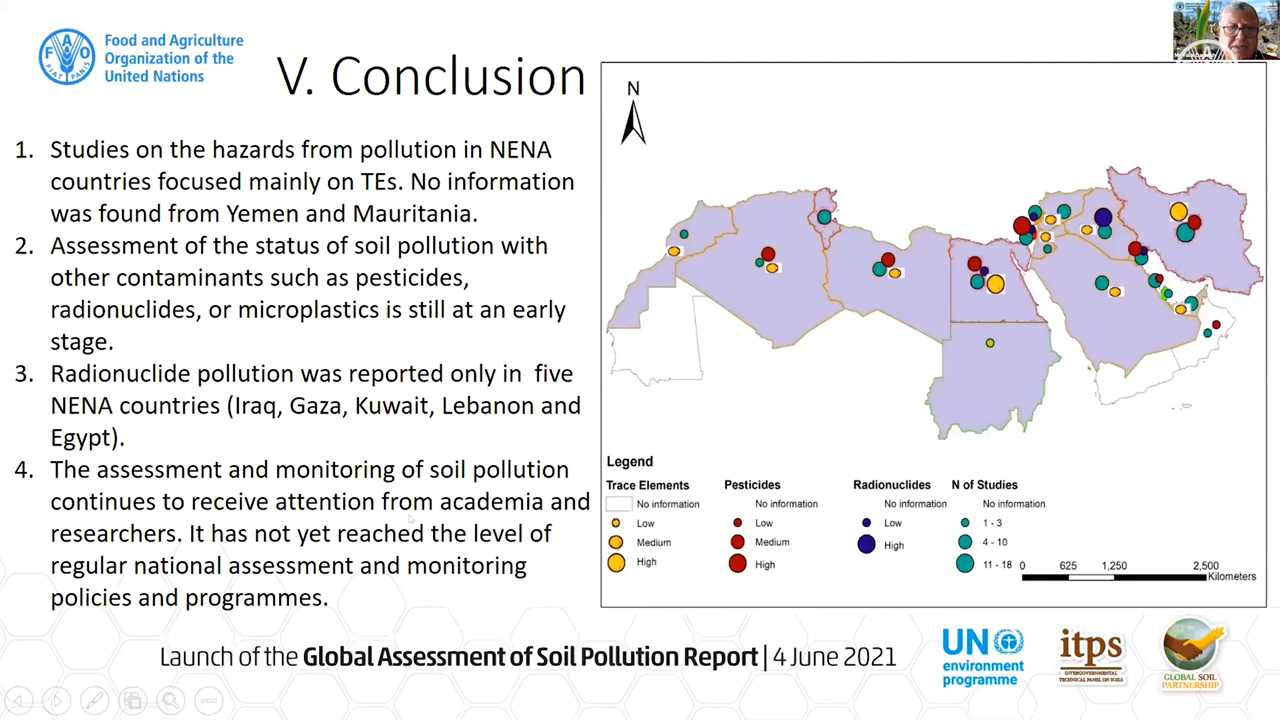 Food and Agriculture
Organization of the
United Nations
FAO
FIAT PANIS
V. Conclusion
1. Studies on the hazards from pollution in NENA
countries focused mainly on TEs. No information
was found from Yemen and Mauritania.
2. Assessment of the status of soil pollution with
other contaminants such as pesticides,
radionuclides, or microplastics is still at an early
stage.
3. Radionuclide pollution was reported only in five
NENA countries (Iraq, Gaza, Kuwait, Lebanon and
Egypt).
4. The assessment and monitoring of soil pollution
continues to receive attention from academia and
researchers. It has not yet reached the level of
regular national assessment and monitoring
policies and programmes.
N
Legend
Trace Elements
No information
Low
Medium
High
Pesticides
No information
Low
Medium
High
Radionuclides
No information
Low
High
N of Studies
No information
1 - 3
4 - 10
11 - 18
0 625 1,250 2,500
Kilometers
Launch of the Global Assessment of Soil Pollution Report | 4 June 2021
UN
environment
programme
itps
INTERGOVERNMENTAL
TECHNICAL PANEL ON SOILS
GLOBAL SOIL
PARTNERSHIP